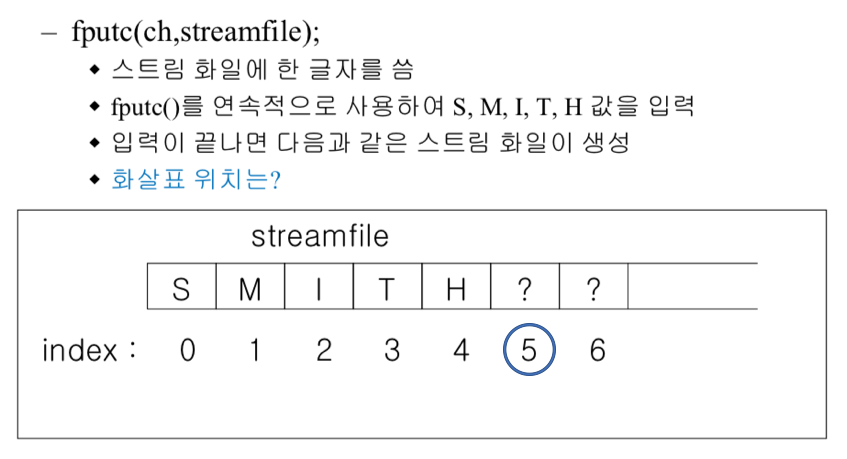 – fputc(ch,streamfile);
◆ 스트림 화일에 한 글자를 씀
◆ fputc()를 연속적으로 사용하여 S, M, I, T, H 값을 입력
◆ 입력이 끝나면 다음과 같은 스트림 화일이 생성
◆ 화살표 위치는?
streamfile
S M I T H ? ?
index : 0 1 2 3 4 5 6